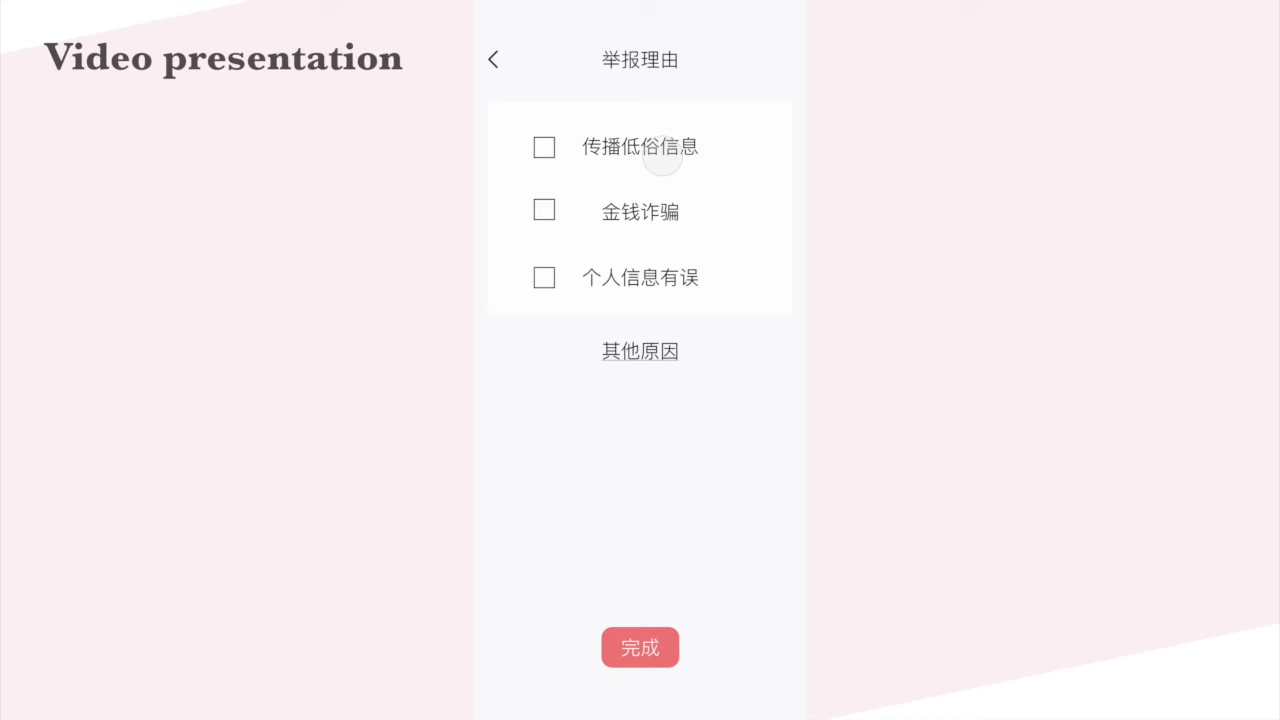 Video presentation
举报理由
传播低俗信息
金钱诈骗
个人信息有误
其他原因
完成